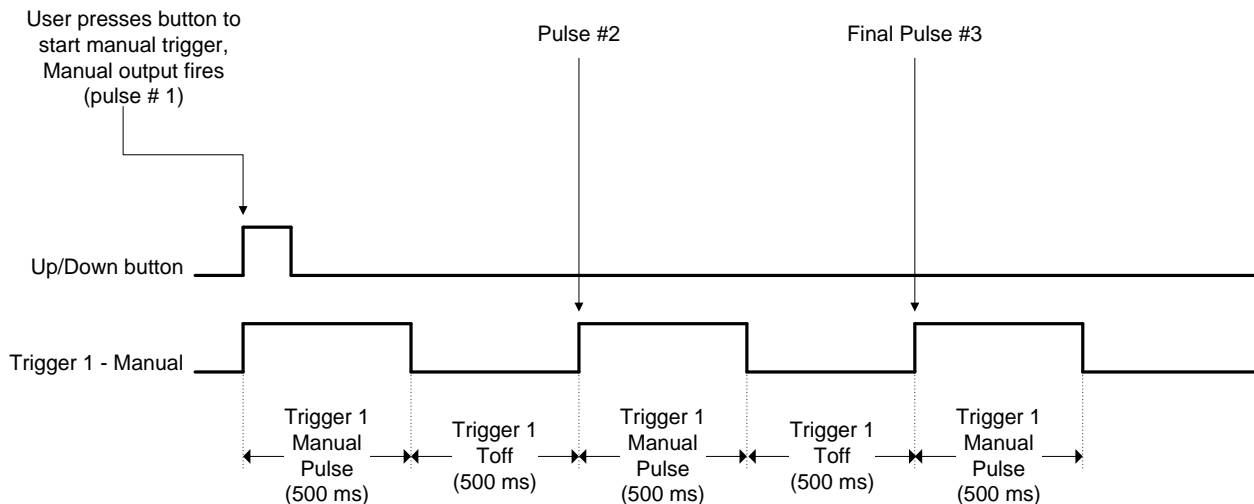 User presses button to
start manual trigger,
Manual output fires
(pulse # 1)
Pulse #2
Final Pulse #3
Up/Down button
Trigger 1 - Manual
Trigger 1
Manual
Pulse
(500 ms)
Trigger 1
Toff
(500 ms)
Trigger 1
Manual
Pulse
(500 ms)
Trigger 1
Toff
(500 ms)
Trigger 1
Manual
Pulse
(500 ms)